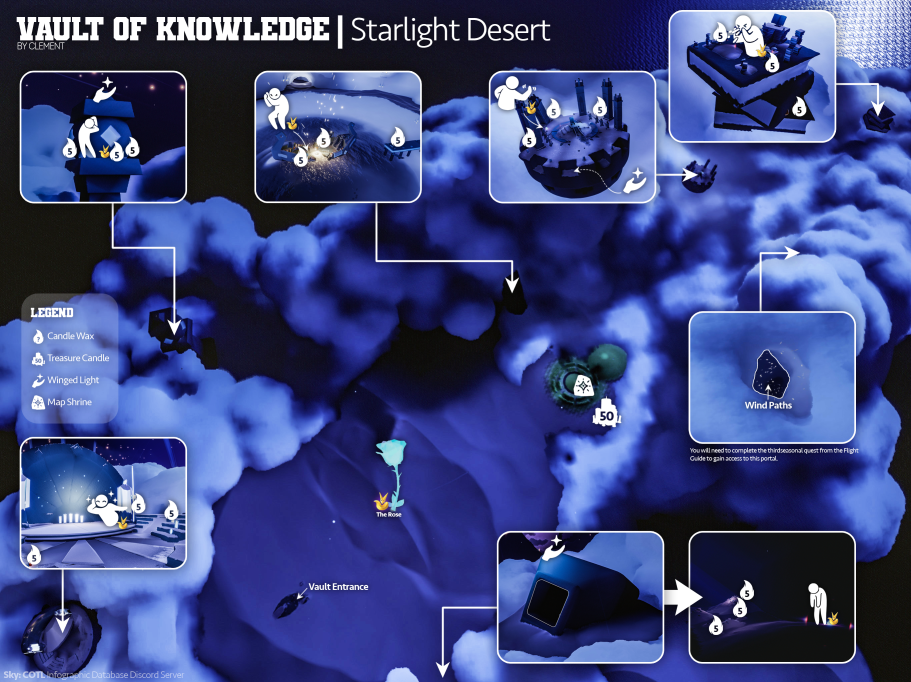 VAULT OF KNOWLEDGE | Starlight Desert
BY CLEMENT
5
5
5
5
5
5
5
5
5
5
5
5
5
LEGEND
? Candle Wax
50 Treasure Candle
Winged Light
Map Shrine
50
Wind Paths
You will need to complete the thirdseasonal quest from the Flight
Guide to gain access to this portal.
The Rose
5
5
5
Vault Entrance
5
5
5
Sky: COTL Infographic Database Discord Server